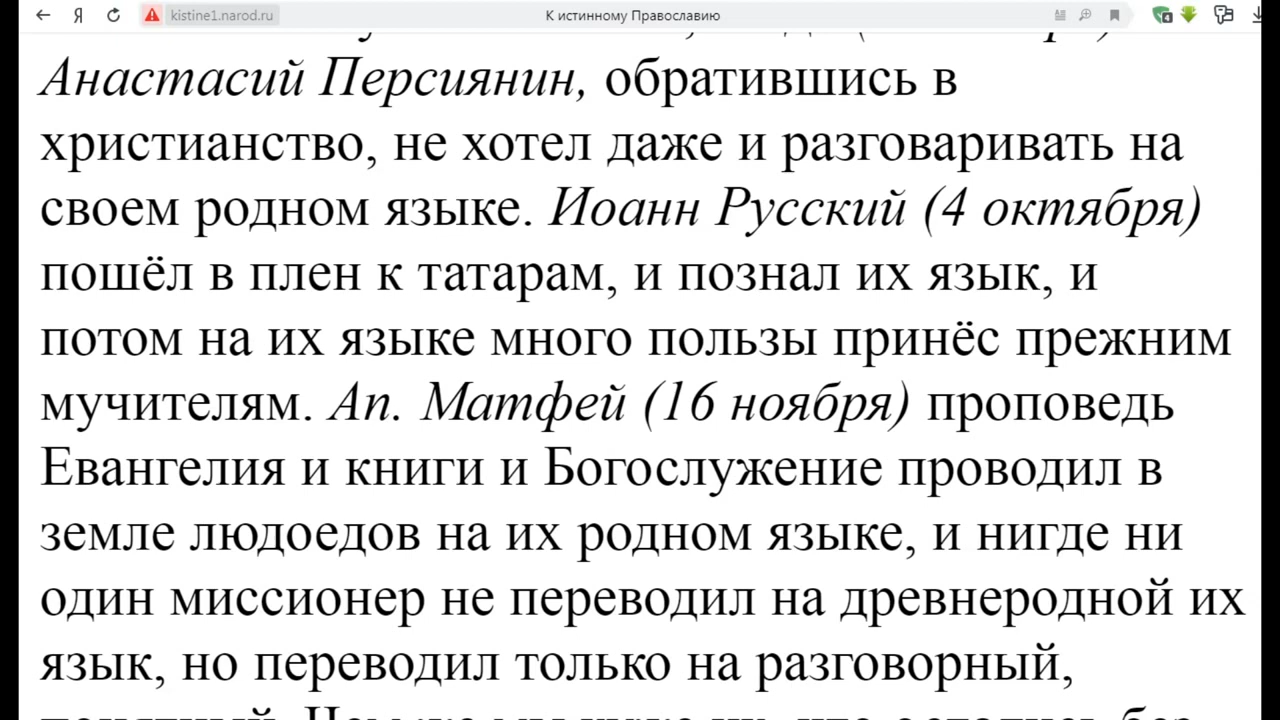 kistine1.narod.ru
К истинному Православию
Анастасий Персиянин, обратившись в
христианство, не хотел даже и разговаривать на
своем родном языке. Иоанн Русский (4 октября)
пошёл в плен к татарам, и познал их язык, и
потом на их языке много пользы принёс прежним
мучителям. Ап. Матфей (16 ноября) проповедь
Евангелия и книги и Богослужение проводил в
земле людоедов на их родном языке, и нигде ни
один миссионер не переводил на древнеродной их
язык, но переводил только на разговорный,